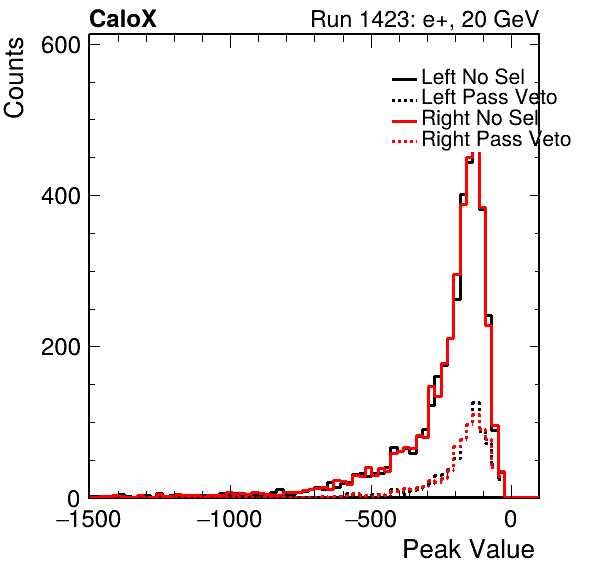 CaloX Run 1423: e+, 20 GeV
Counts
600
400
200
0
Left No Sel
Left Pass Veto
Right No Sel
Right Pass Veto
−1500 −1000 −500 0
Peak Value